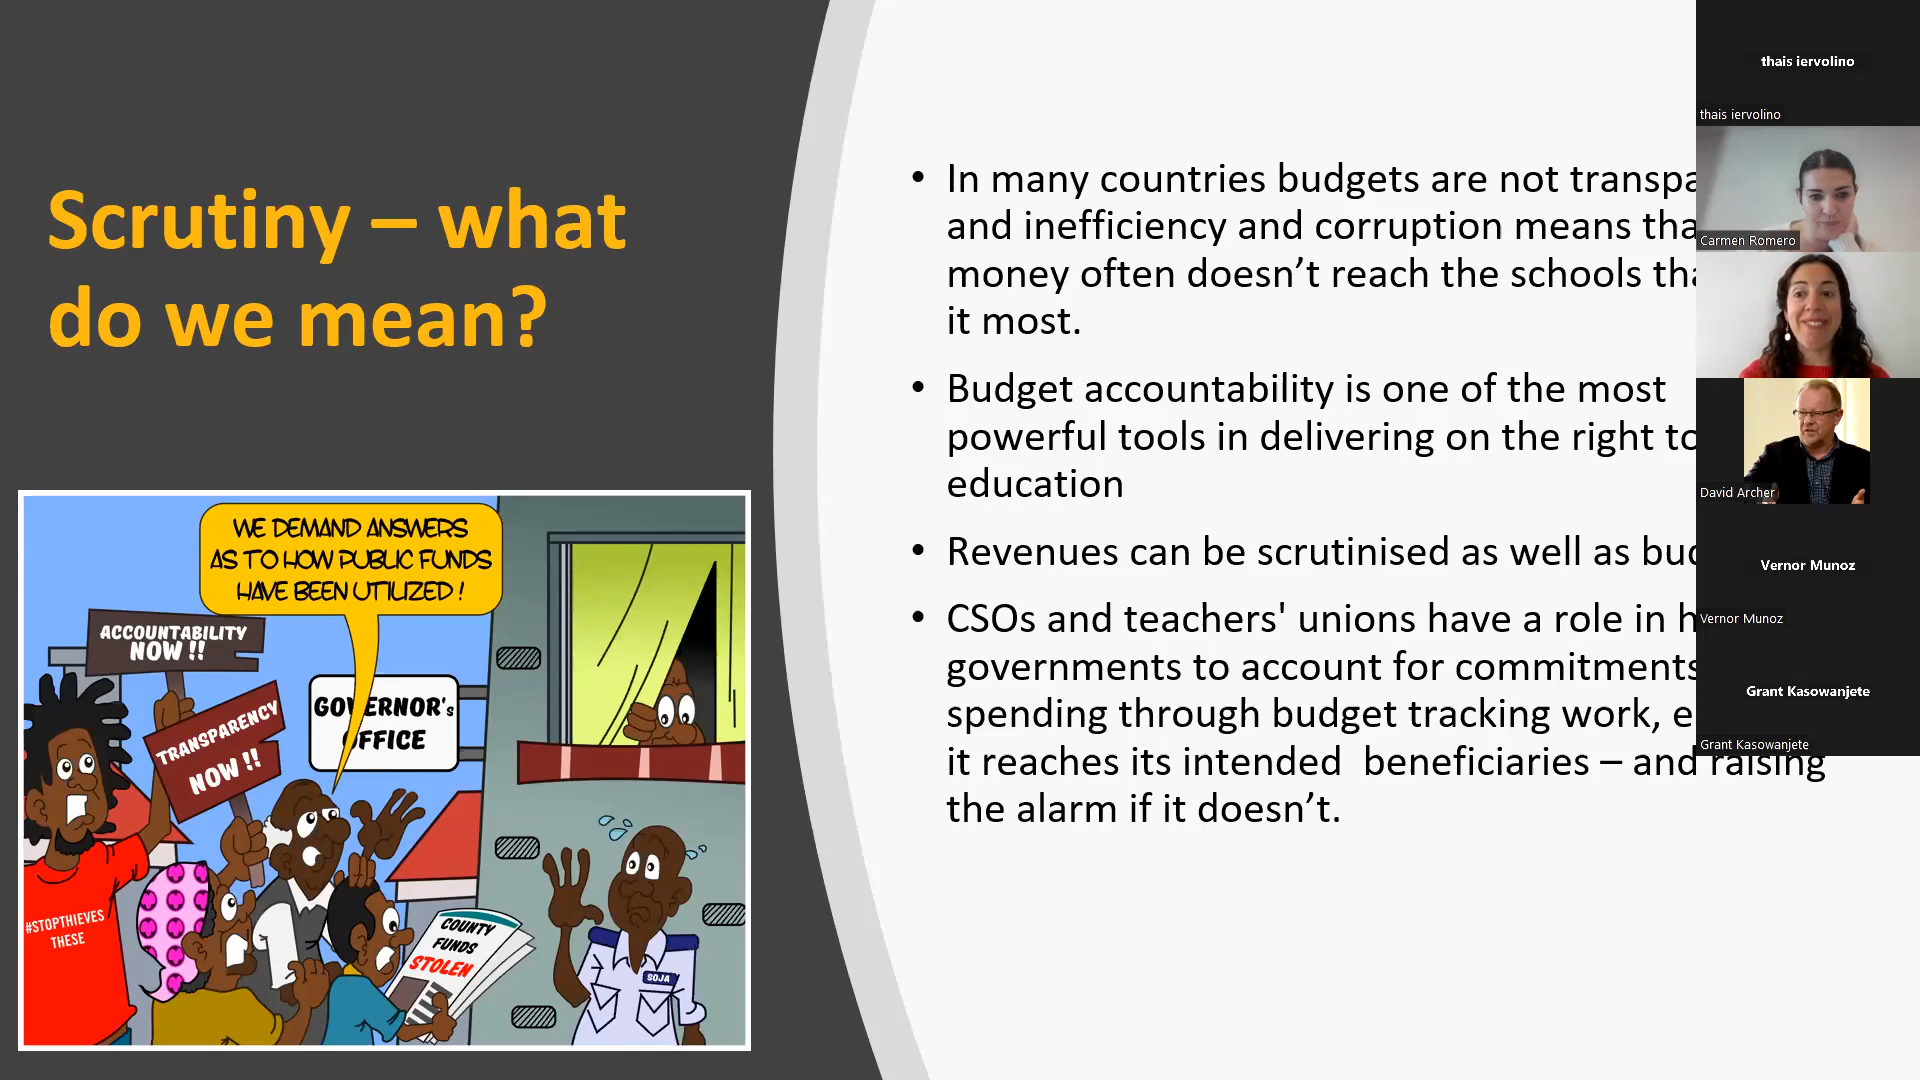 Scrutiny – what
do we mean?
WE DEMAND ANSWERS
AS TO HOW PUBLIC FUNDS
HAVE BEEN UTILIZED !
ACCOUNTABILITY
NOW !!
TRANSPARENCY
NOW !!
GOVERNOR's
OFFICE
#STOPTHIEVES
THESE
COUNTY
FUNDS
STOLEN
SOJA
• In many countries budgets are not
and inefficiency and corruption means
money often doesn’t reach the schools
it most.
• Budget accountability is one of the most
powerful tools in delivering on the right to
education
• Revenues can be scrutinised as well as
• CSOs and teachers' unions have a role in
governments to account for commitments
spending through budget tracking work,
it reaches its intended  beneficiaries – and raising
the alarm if it doesn’t.
thais iervolino
thais iervolino
Carmen Romero
David Archer
Vernor Munoz
Vernor Munoz
Grant Kasowanjete
Grant Kasowanjete